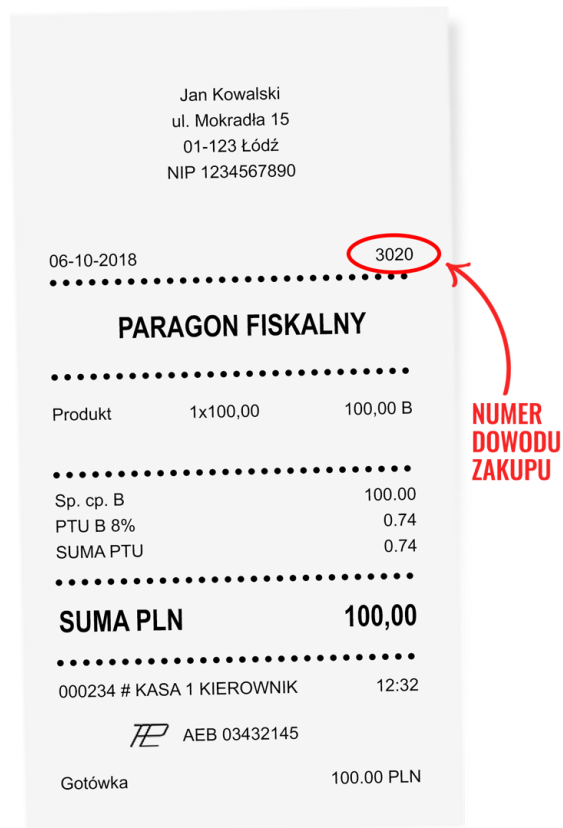 Jan Kowalski
ul. Mokradła 15
01-123 Łódź
NIP 1234567890
06-10-2018 3020
PARAGON FISKALNY
Produkt 1x100,00 100,00 B
Sp. cp. B 100.00
PTU B 8% 0.74
SUMA PTU 0.74
SUMA PLN 100,00
000234 # KASA 1 KIEROWNIK 12:32
AEB 03432145
Gotówka 100.00 PLN
NUMER
DOWODU
ZAKUPU